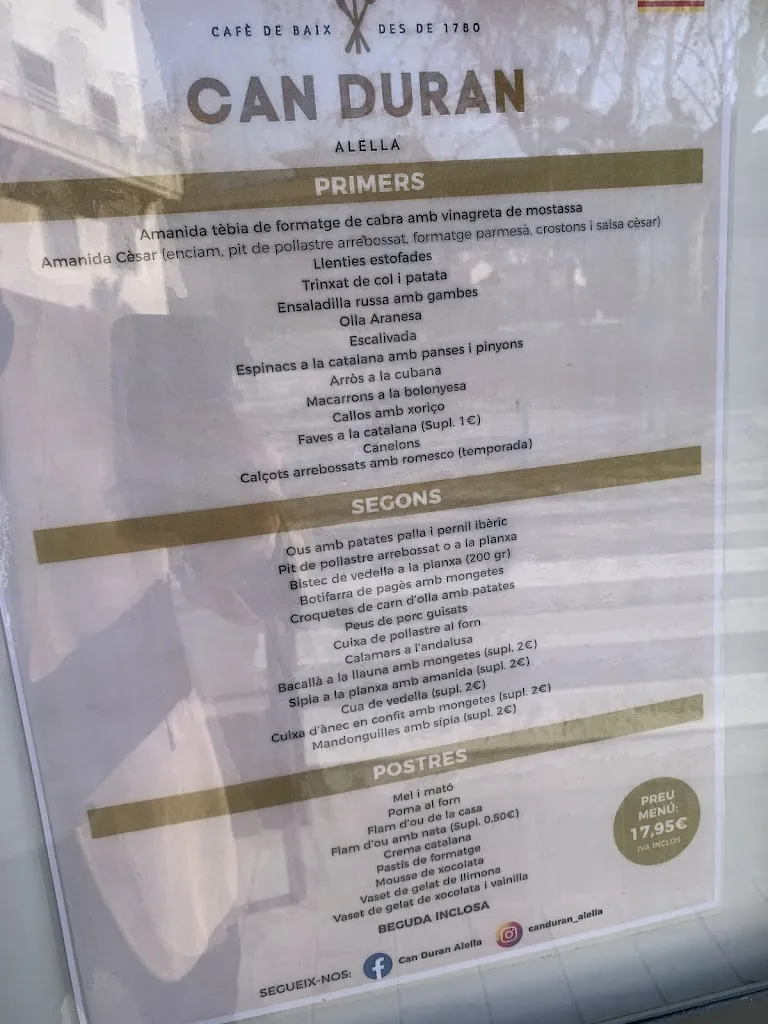 CAFÈ DE BAIX DES DE 1780
CAN DURAN
ALELLA
PRIMERS
Amanida tèbia de formatge de cabra amb vinagreta de mostassa
Amanida Cèsar (enciam, pit de pollastre arrebossat, formatge parmesà, crostons i salsa cèsar)
Llenties estofades
Trinxat de col i patata
Ensaladilla russa amb gambes
Olla Aranesa
Escalivada
Espinacs a la catalana amb panses i pinyons
Arròs a la cubana
Macarrons a la bolonyesa
Callos amb xoriço
Faves a la catalana (Supl. 1€)
Canelons
Calçots arrebossats amb romesco (temporada)
SEGONS
Ous amb patates palla i pernil ibèric
Pit de pollastre arrebossat o a la planxa
Bistec de vedella a la planxa (200 gr)
Botifarra de pagès amb mongetes
Croquetes de carn d'olla amb patates
Peus de porc guisats
Cuixa de pollastre al forn
Calamars a l'andalusa
Bacallà a la llauna amb mongetes (supl. 2€)
Sípia a la planxa amb amanida (supl. 2€)
Cua de vedella (supl. 2€)
Cuixa d'ànec en confit amb mongetes (supl. 2€)
Mandonguilles amb sípia (supl. 2€)
POSTRES
Mel i mató
Poma al forn
Flam d'ou de la casa
Flam d'ou amb nata (Supl. 0,50€)
Crema catalana
Pastís de formatge
Mousse de xocolata
Vaset de gelat de llimona
Vaset de gelat de xocolata i vainilla
BEGUDA INCLOSA
PREU
MENÚ:
17,95€
IVA INCLÒS
SEGUEIX-NOS: Can Duran Alella canduran_alella